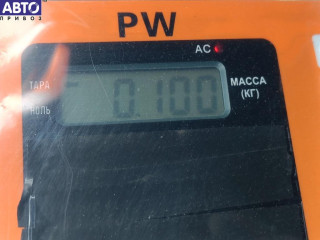 АВТО
ПРИВОЗ
PW
AC
ТАРА
НОЛЬ
0.100
МАССА
(КГ)